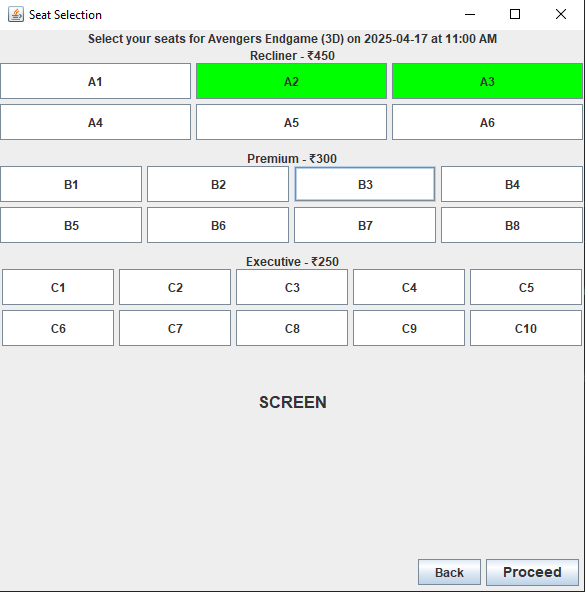 Seat Selection
Select your seats for Avengers Endgame (3D) on 2025-04-17 at 11:00 AM
Recliner - ₹450
A1 A2 A3
A4 A5 A6
Premium - ₹300
B1 B2 B3 B4
B5 B6 B7 B8
Executive - ₹250
C1 C2 C3 C4 C5
C6 C7 C8 C9 C10
SCREEN
Back Proceed